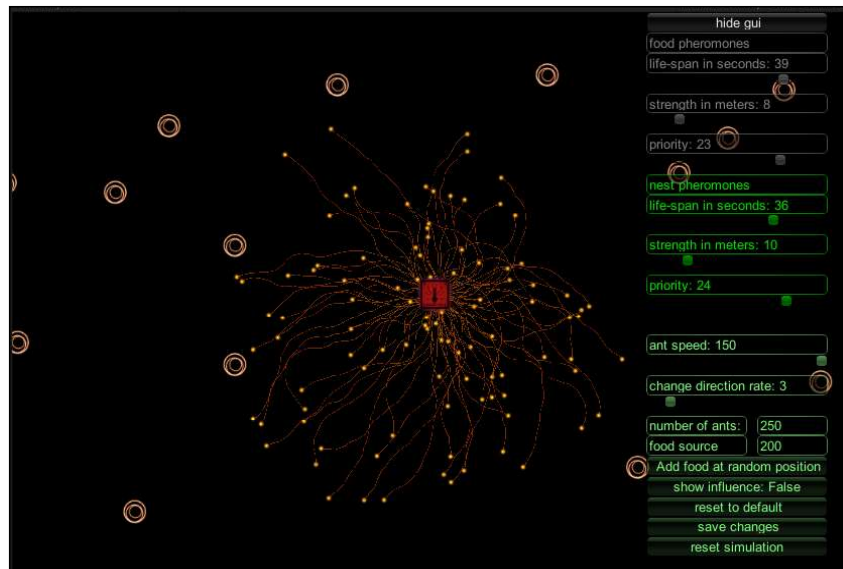 hide gui
food pheromones
life-span in seconds: 39
strength in meters: 8
priority: 23
nest pheromones
life-span in seconds: 36
strength in meters: 10
priority: 24
ant speed: 150
change direction rate: 3
number of ants: 250
food source 200
Add food at random position
show influence: False
reset to default
save changes
reset simulation